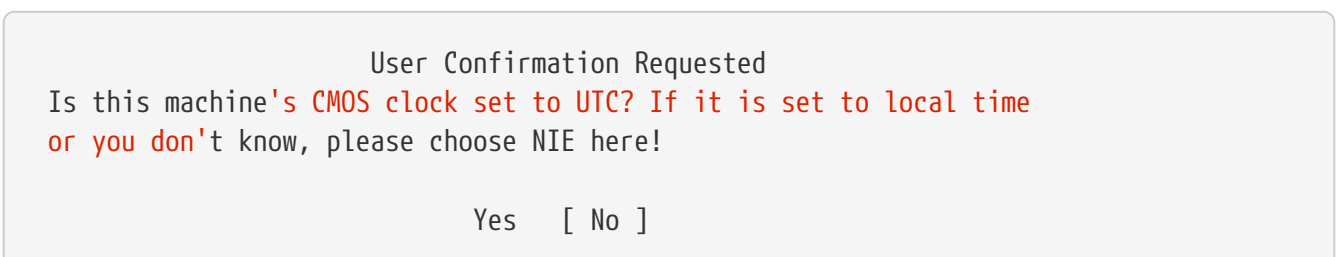 User Confirmation Requested
Is this machine's CMOS clock set to UTC? If it is set to local time
or you don't know, please choose NIE here!
Yes [ No ]